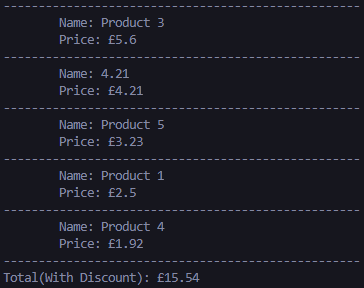 --------------------------------------------------
Name: Product 3
Price: £5.6
--------------------------------------------------
Name: 4.21
Price: £4.21
--------------------------------------------------
Name: Product 5
Price: £3.23
--------------------------------------------------
Name: Product 1
Price: £2.5
--------------------------------------------------
Name: Product 4
Price: £1.92
--------------------------------------------------
Total(With Discount): £15.54